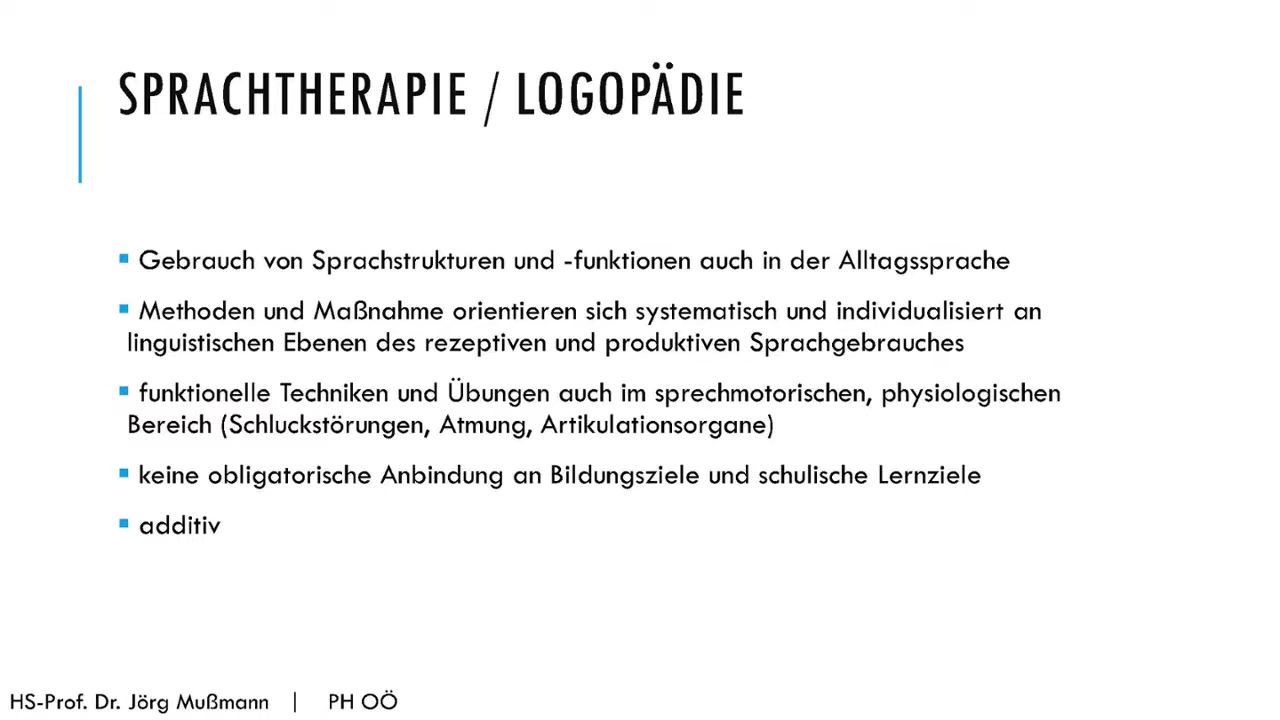 SPRACHTHERAPIE / LOGOPÄDIE
▪ Gebrauch von Sprachstrukturen und -funktionen auch in der Alltagssprache
▪ Methoden und Maßnahme orientieren sich systematisch und individualisiert an
linguistischen Ebenen des rezeptiven und produktiven Sprachgebrauches
▪ funktionelle Techniken und Übungen auch im sprechmotorischen, physiologischen
Bereich (Schluckstörungen, Atmung, Artikulationsorgane)
▪ keine obligatorische Anbindung an Bildungsziele und schulische Lernziele
▪ additiv
HS-Prof. Dr. Jörg Mußmann | PH OÖ